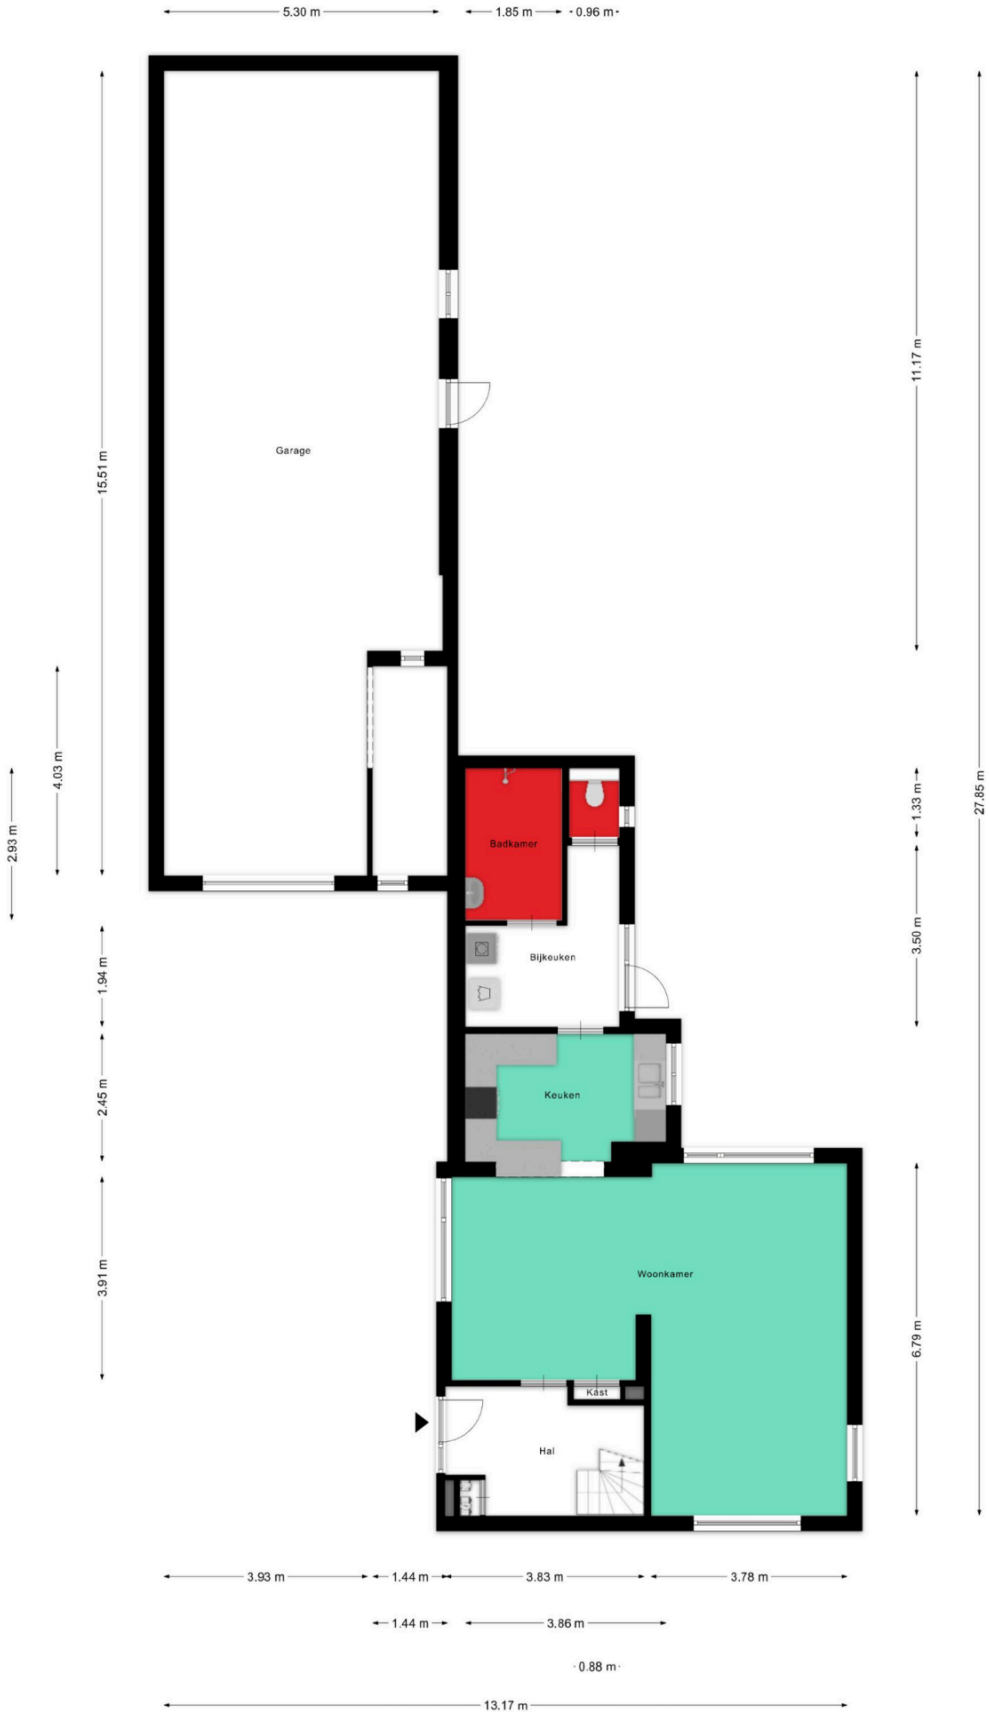 5.30 m
1.85 m
0.96 m
15.51 m
11.17 m
27.85 m
Garage
4.03 m
2.93 m
1.33 m
Badkamer
3.50 m
1.94 m
Bijkeuken
2.45 m
Keuken
3.91 m
Woonkamer
6.79 m
Kast
Hal
3.93 m
1.44 m
3.83 m
3.78 m
1.44 m
3.86 m
0.88 m
13.17 m